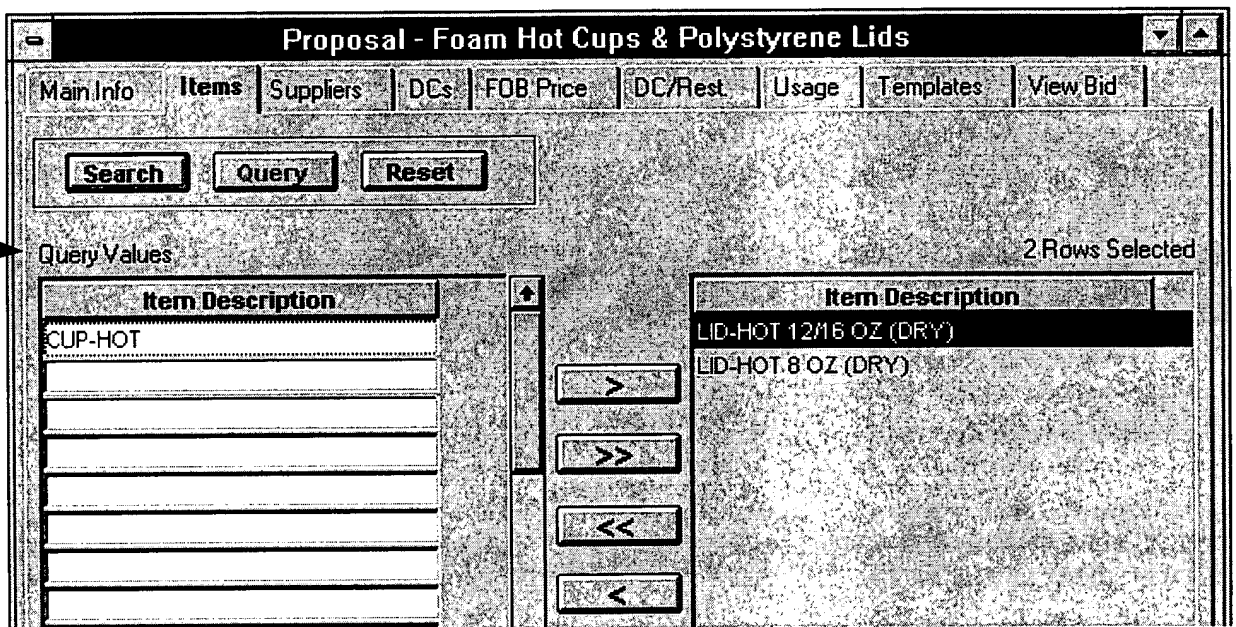 Proposal - Foam Hot Cups & Polystyrene Lids
Main Info Items Suppliers DCs FOB Price DC/Rest. Usage Templates View Bid
Search Query Reset
Query Values
2 Rows Selected
Item Description
Item Description
CUP-HOT
LID-HOT 12/16 OZ (DRY)
LID-HOT 8 OZ (DRY)
>
>>
<<
<